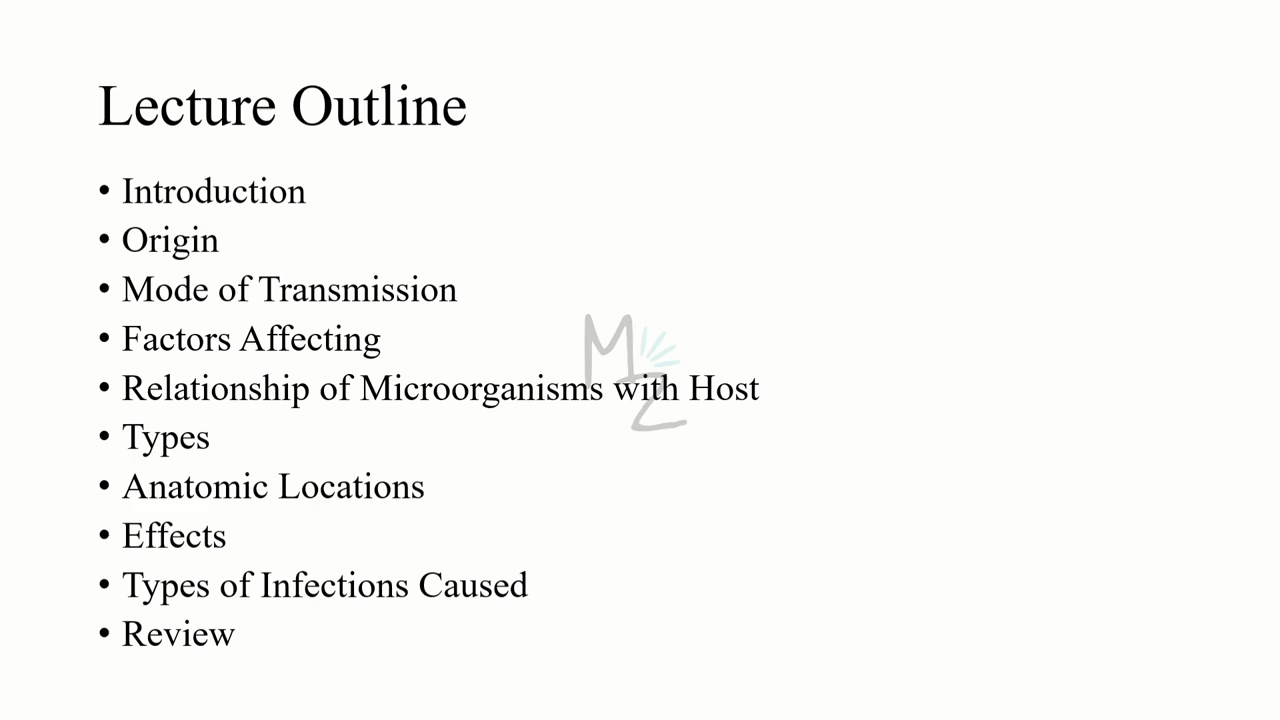 Lecture Outline
• Introduction
• Origin
• Mode of Transmission
• Factors Affecting
• Relationship of Microorganisms with Host
• Types
• Anatomic Locations
• Effects
• Types of Infections Caused
• Review
MZ